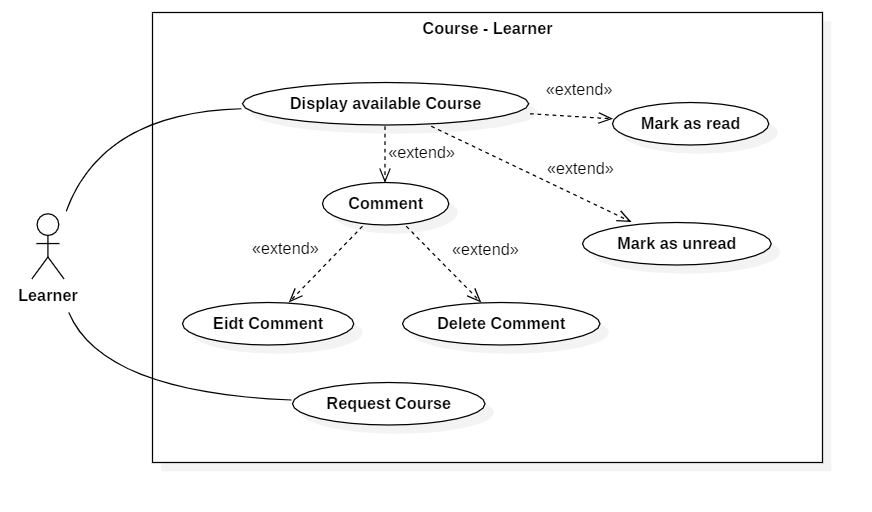 Course - Learner
Display available Course
«extend»
Mark as read
«extend»
«extend»
Comment
Mark as unread
«extend»
«extend»
Learner
Eidt Comment
Delete Comment
Request Course